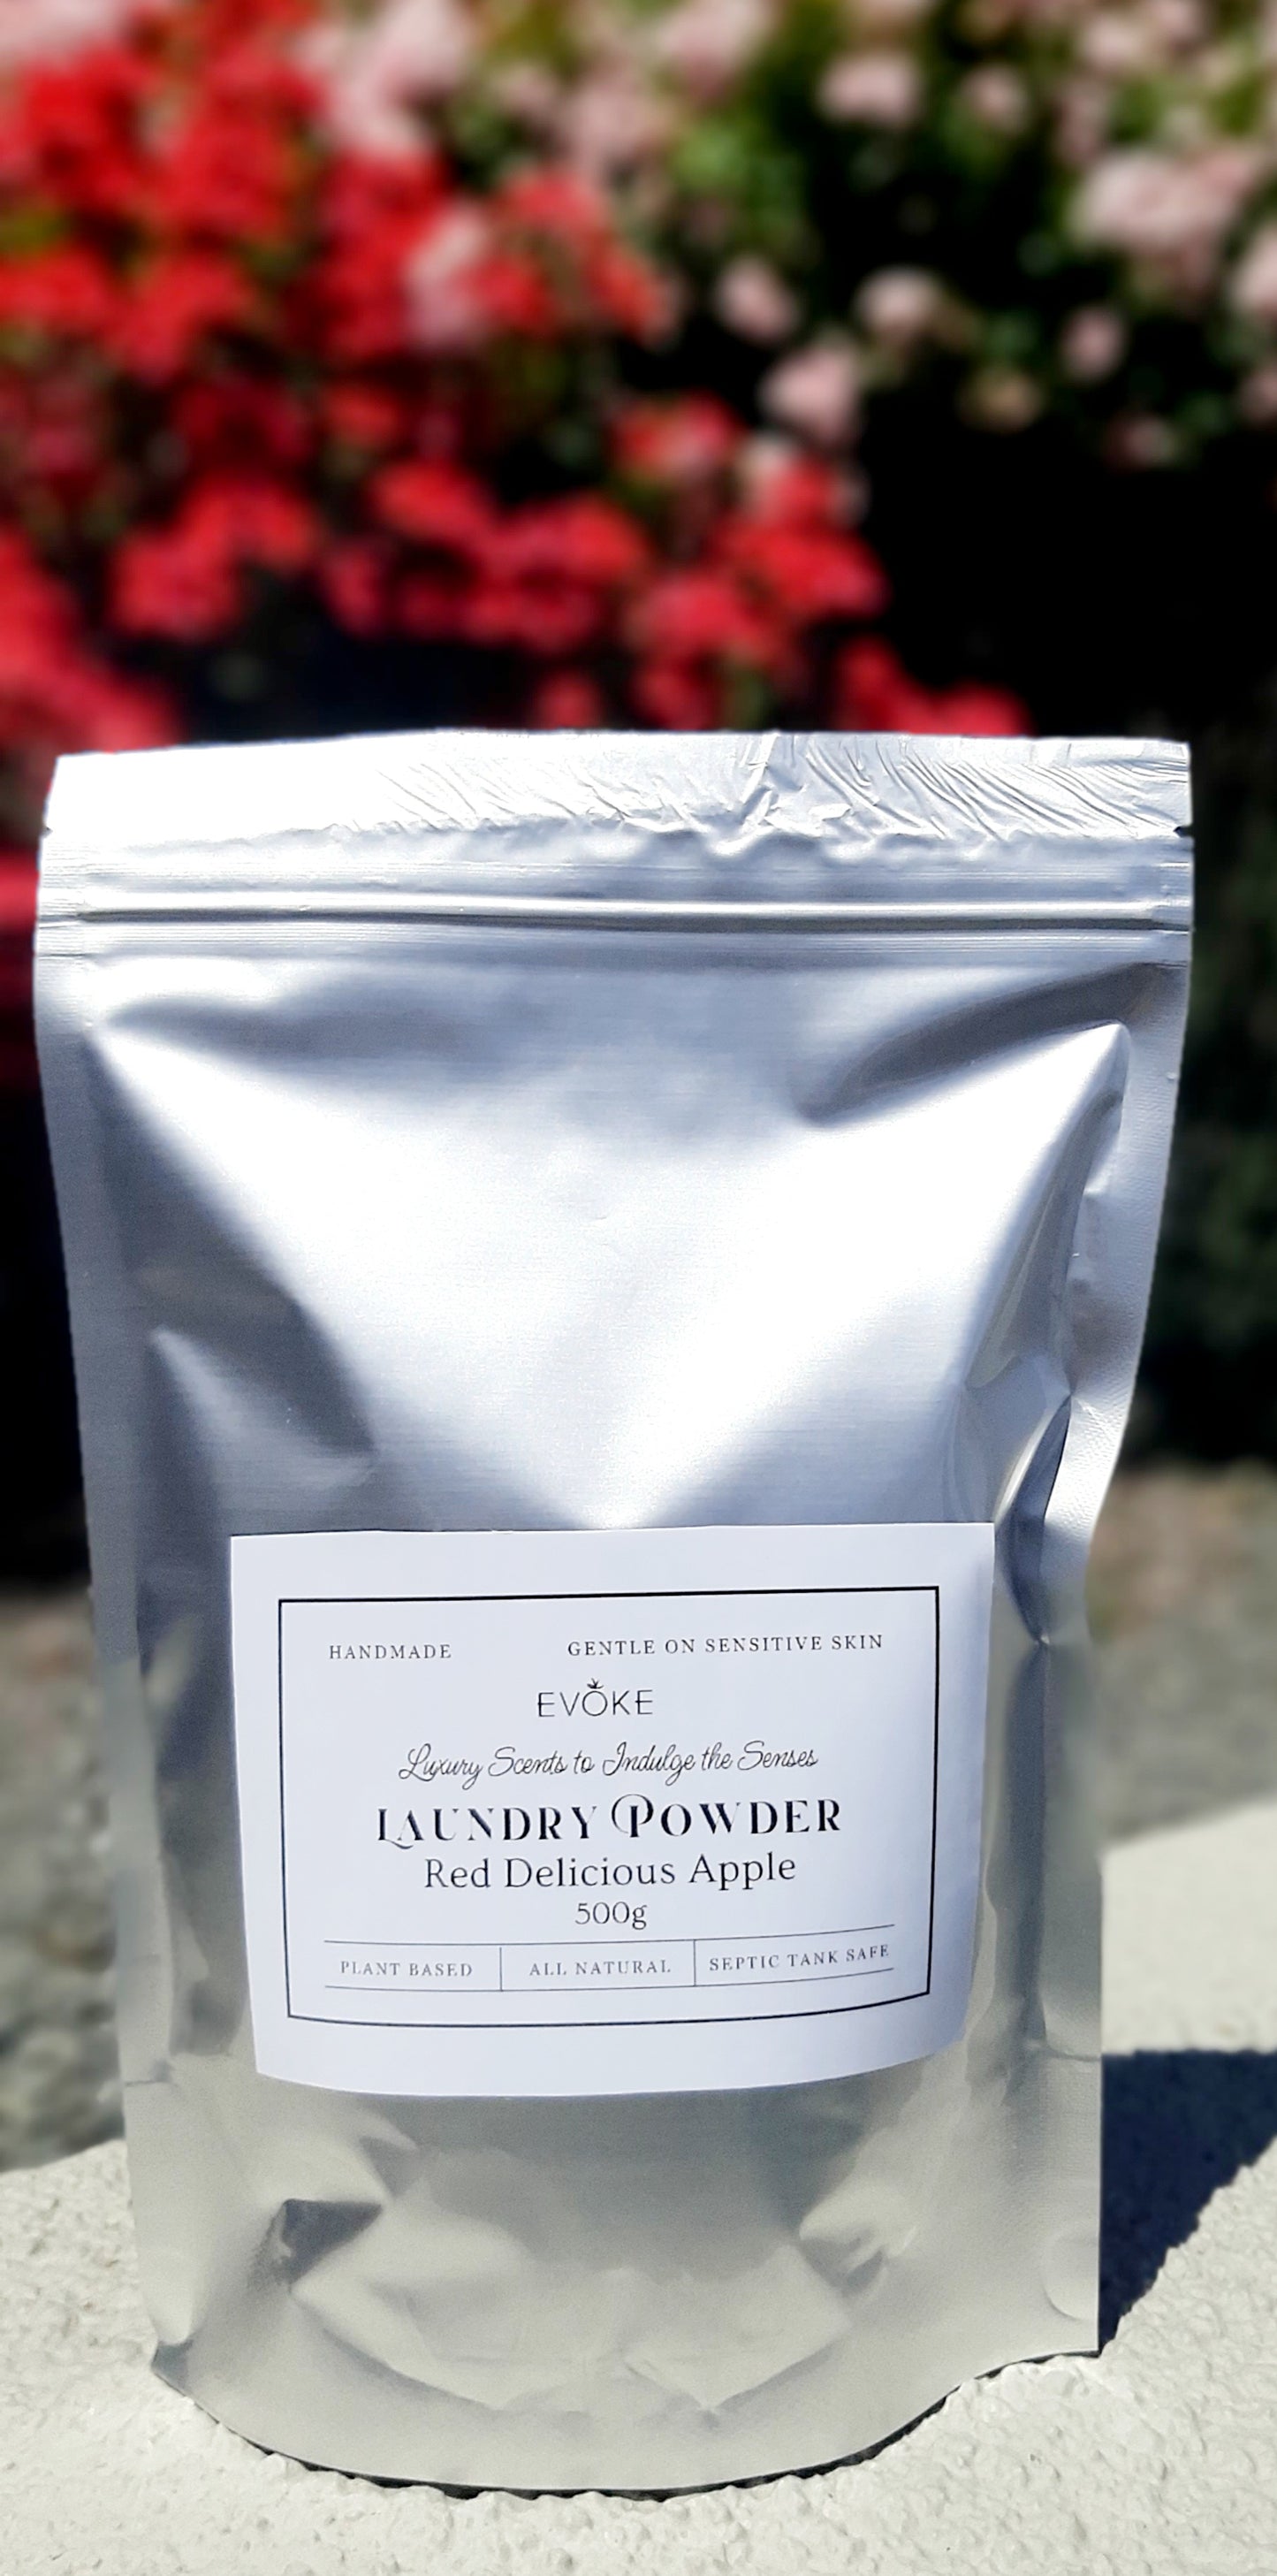 HANDMADE GENTLE ON SENSITIVE SKIN
EVOKE
Luxury Scents to Indulge the Senses
LAUNDRY POWDER
Red Delicious Apple
500g
PLANT BASED ALL NATURAL SEPTIC TANK SAFE